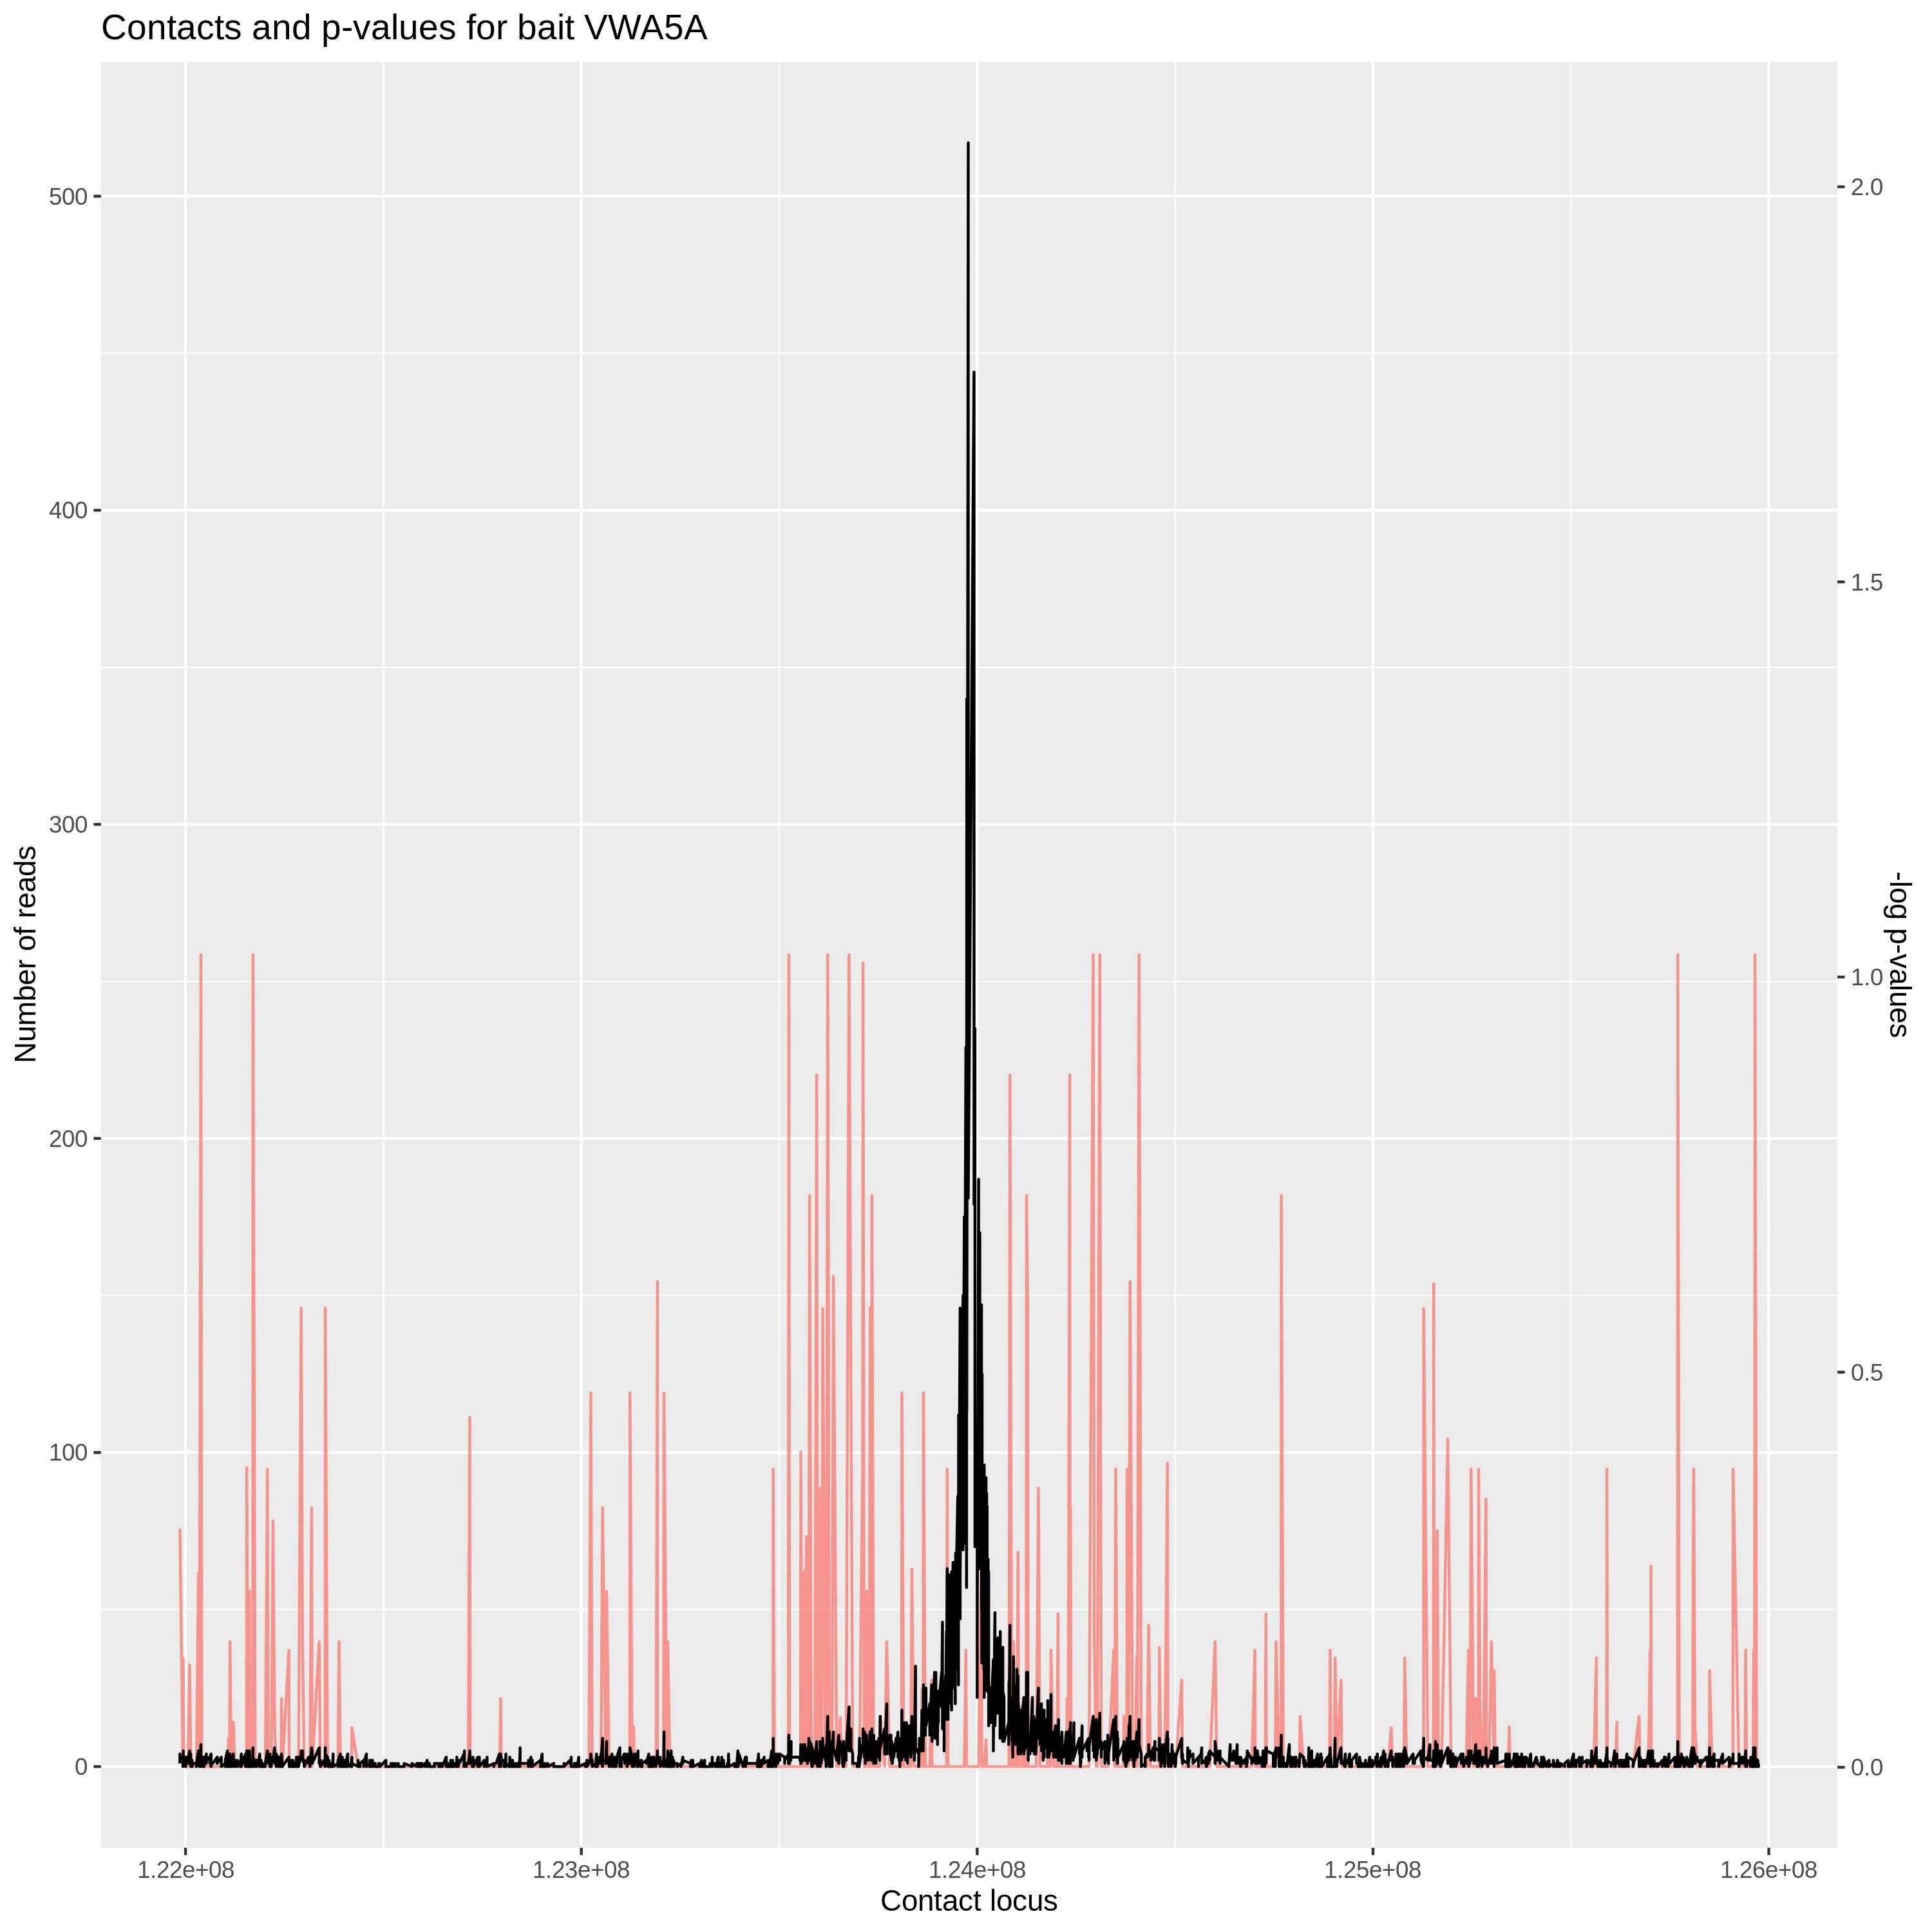 Contacts and p-values for bait VWA5A
500
400
300
200
100
0
Number of reads
2.0
1.5
1.0
0.5
0.0
-log p-values
1.22e+08
1.23e+08
1.24e+08
1.25e+08
1.26e+08
Contact locus